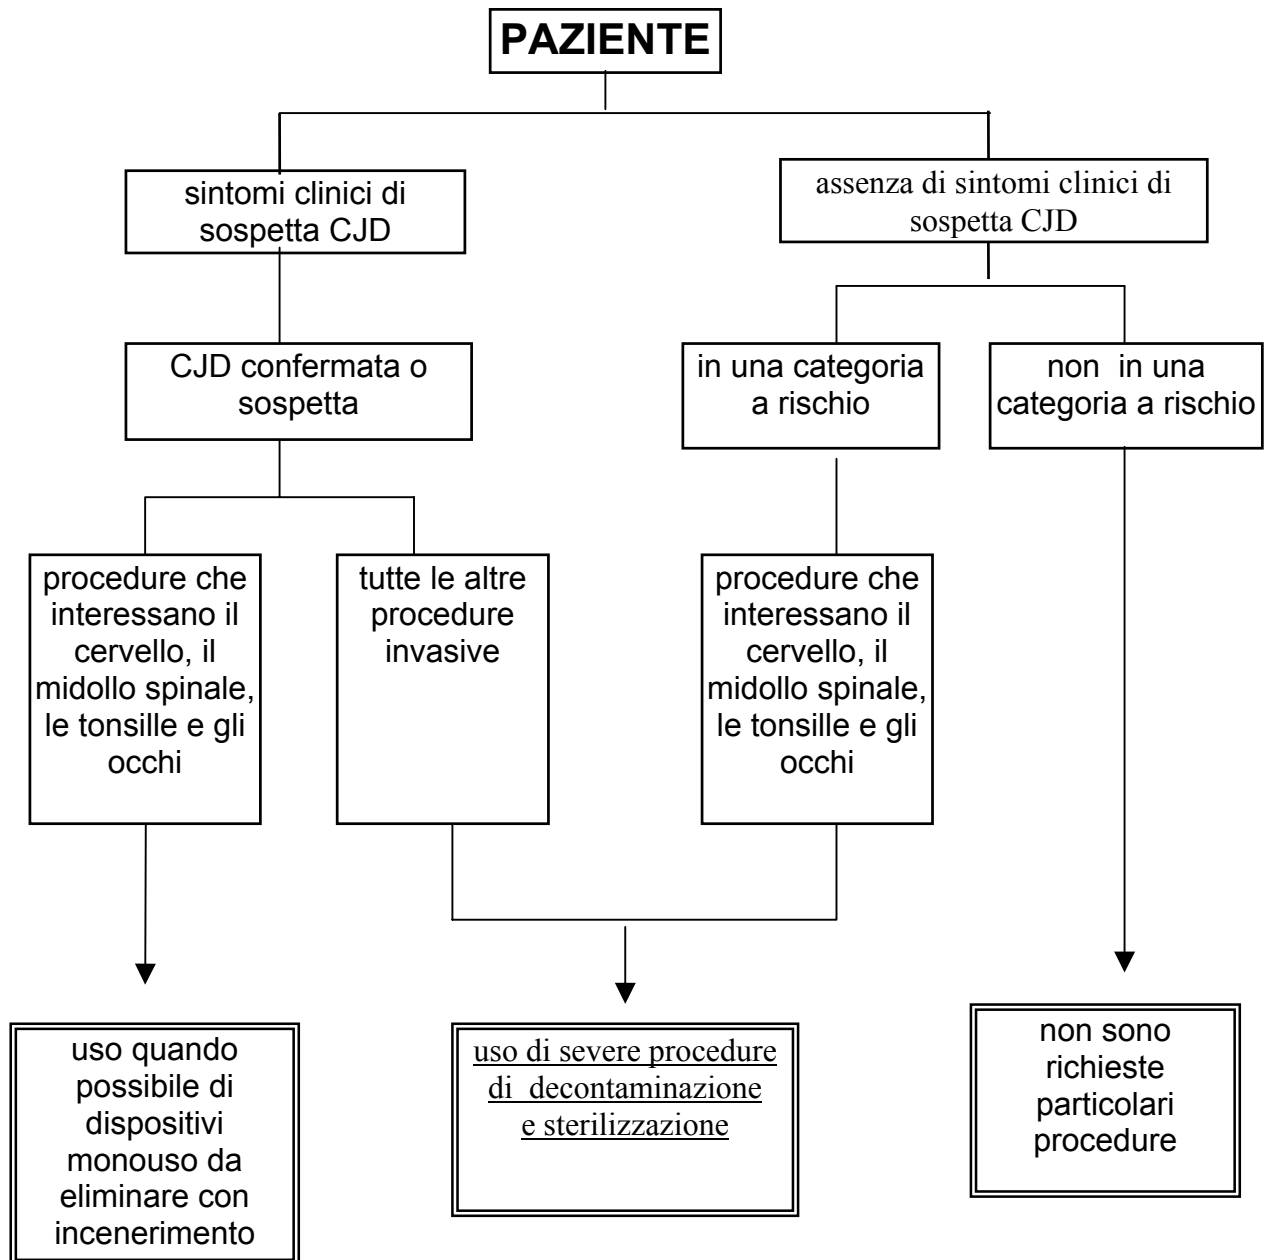 PAZIENTE
sintomi clinici di
sospetta CJD
assenza di sintomi clinici di
sospetta CJD
CJD confermata o
sospetta
in una categoria
a rischio
non in una
categoria a rischio
procedure che
interessano il
cervello, il
midollo spinale,
le tonsille e gli
occhi
tutte le altre
procedure
invasive
procedure che
interessano il
cervello, il
midollo spinale,
le tonsille e gli
occhi
uso quando
possibile di
dispositivi
monouso da
eliminare con
incenerimento
uso di severe procedure
di decontaminazione
e sterilizzazione
non sono
richieste
particolari
procedure